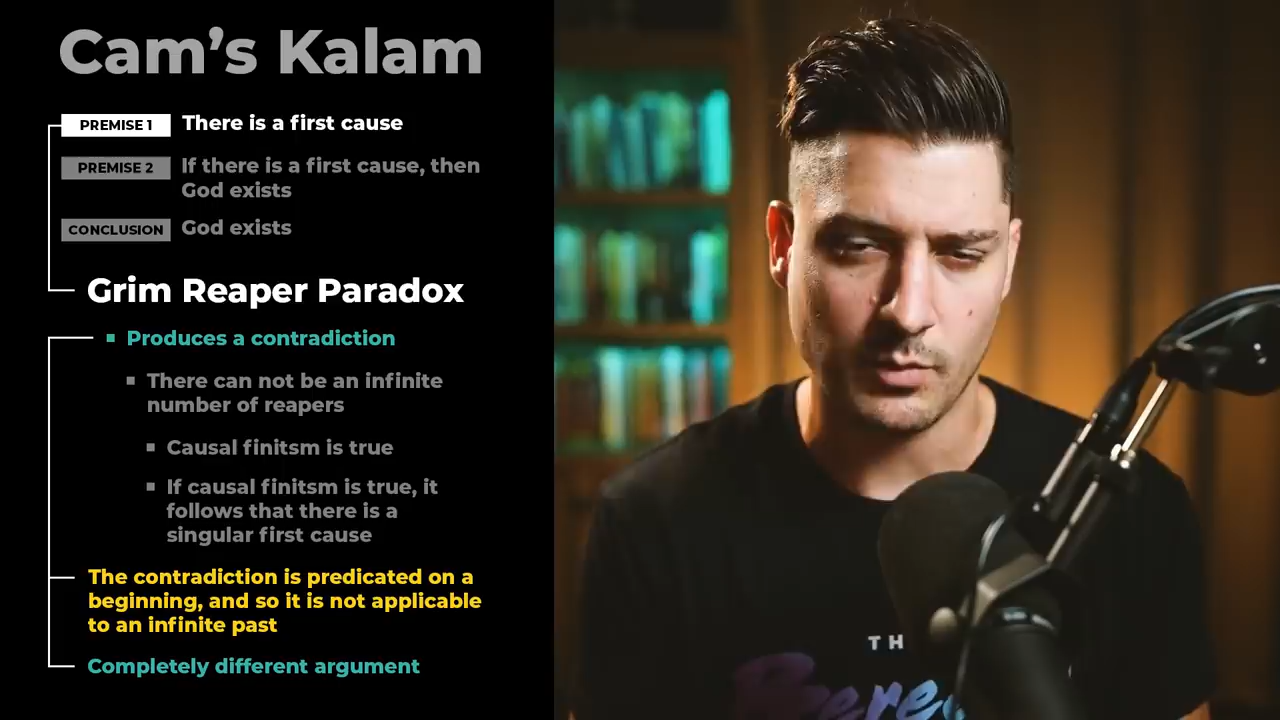 Cam's Kalam
PREMISE 1 There is a first cause
PREMISE 2 If there is a first cause, then
God exists
CONCLUSION God exists
Grim Reaper Paradox
Produces a contradiction
There can not be an infinite
number of reapers
Causal finitsm is true
If causal finitsm is true, it
follows that there is a
singular first cause
The contradiction is predicated on a
beginning, and so it is not applicable
to an infinite past
Completely different argument
TH